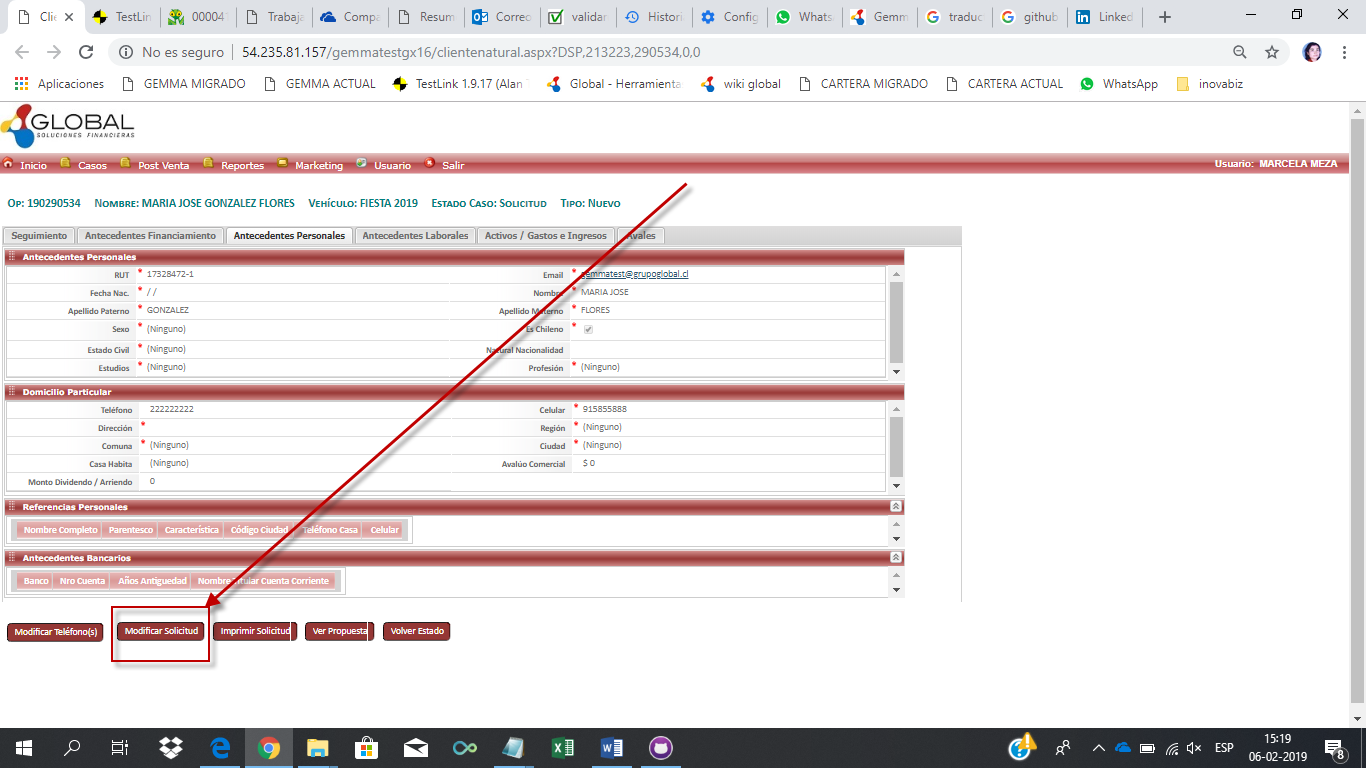 Clie TestLin 00004 Trabaja Compa Resum Correo validar Histori Config Whats Gemm traduc github Linked
No es seguro 54.235.81.157/gemmatestgx16/clientenatural.aspx?DSP,213223,290534,0,0
Aplicaciones GEMMA MIGRADO GEMMA ACTUAL TestLink 1.9.17 (Alan Global - Herramienta wiki global CARTERA MIGRADO CARTERA ACTUAL WhatsApp inovabiz
GLOBAL
SOLUCIONES FINANCIERAS
Inicio Casos Post Venta Reportes Marketing Usuario Salir Usuario: MARCELA MEZA
Op: 190290534 Nombre: MARIA JOSE GONZALEZ FLORES Vehículo: FIESTA 2019 Estado Caso: Solicitud Tipo: Nuevo
Seguimiento Antecedentes Financiamiento Antecedentes Personales Antecedentes Laborales Activos / Gastos e Ingresos Avales
Antecedentes Personales
RUT * 17328472-1 Email * gemmatest@grupoglobal.cl
Fecha Nac. * / / Nombre * MARIA JOSE
Apellido Paterno * GONZALEZ Apellido Materno * FLORES
Sexo * (Ninguno) Es Chileno *
Estado Civil * (Ninguno) Natural Nacionalidad
Estudios * (Ninguno) Profesión * (Ninguno)
Domicilio Particular
Teléfono 222222222 Celular * 915855888
Dirección * Región * (Ninguno)
Comuna * (Ninguno) Ciudad * (Ninguno)
Casa Habita (Ninguno) Avalúo Comercial $ 0
Monto Dividendo / Arriendo 0
Referencias Personales
Nombre Completo Parentesco Característica Código Ciudad Teléfono Casa Celular
Antecedentes Bancarios
Banco Nro Cuenta Años Antiguedad Nombre Titular Cuenta Corriente
Modificar Teléfono(s) Modificar Solicitud Imprimir Solicitud Ver Propuesta Volver Estado
ESP 15:19
06-02-2019 8